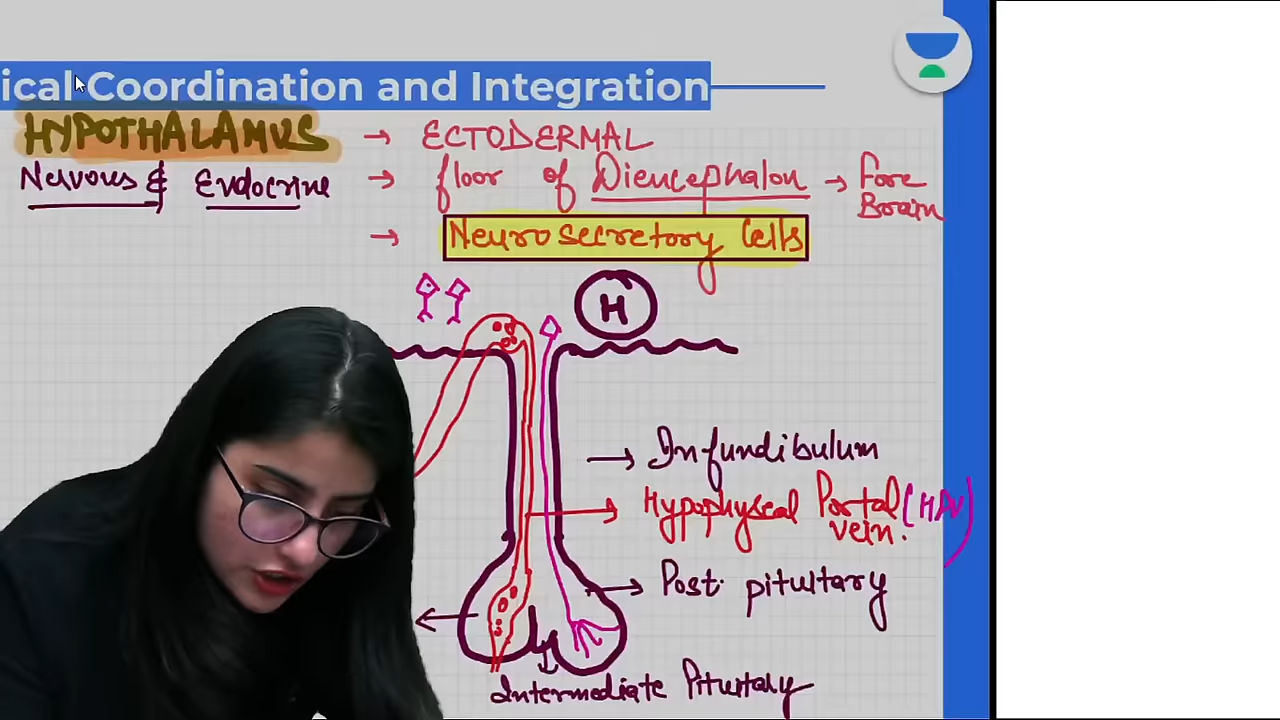 ical Coordination and Integration
HYPOTHALAMUS → ECTODERMAL
Nervous & Endocrine → floor of Diencephalon → Fore Brain
→ Neurosecretory Cells
H
→ Infundibulum
→ Hypophyseal Portal vein. (HPV)
→ Post. pituitary
Intermediate Pituitary